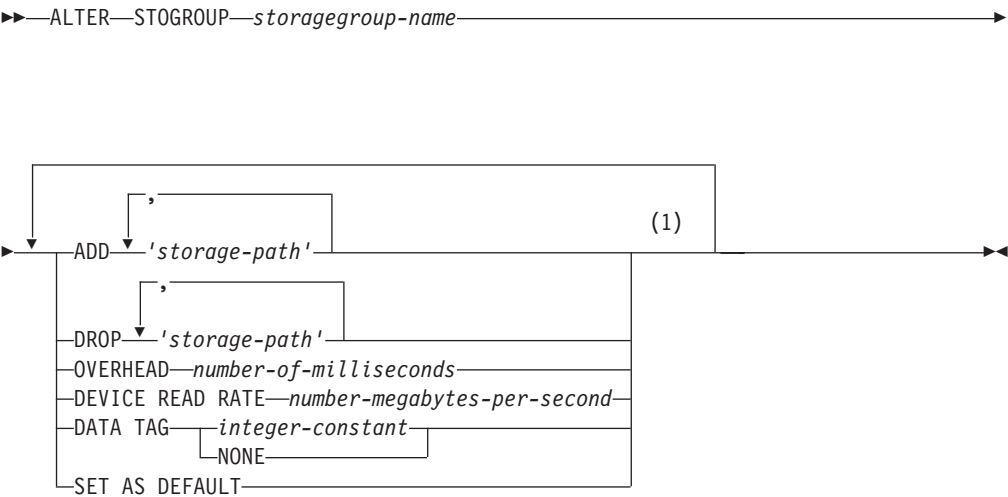 ALTER STOGROUP storagegroup-name
,
(1)
ADD 'storage-path'
,
DROP 'storage-path'
OVERHEAD number-of-milliseconds
DEVICE READ RATE number-megabytes-per-second
DATA TAG integer-constant
NONE
SET AS DEFAULT